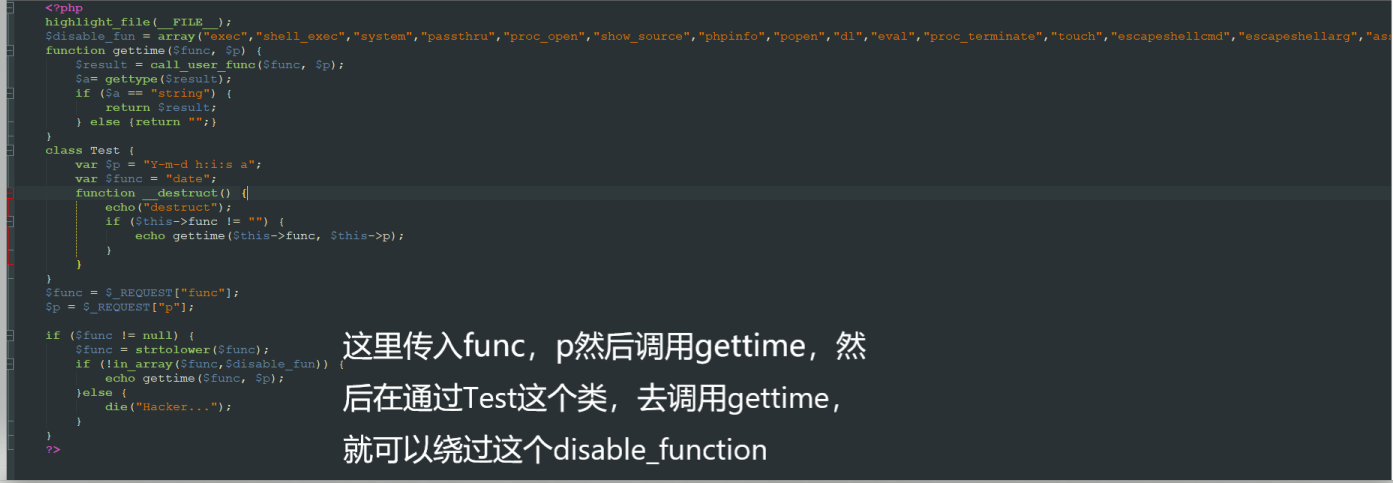 <?php
highlight_file(__FILE__);
$disable_fun = array("exec","shell_exec","system","passthru","proc_open","show_source","phpinfo","popen","dl","eval","proc_terminate","touch","escapeshellcmd","escapeshellarg","ass
function gettime($func, $p) {
$result = call_user_func($func, $p);
$a= gettype($result);
if ($a == "string") {
return $result;
} else {return "";}
}
class Test {
var $p = "Y-m-d h:i:s a";
var $func = "date";
function __destruct() {
echo("destruct");
if ($this->func != "") {
echo gettime($this->func, $this->p);
}
}
}
$func = $_REQUEST["func"];
$p = $_REQUEST["p"];
if ($func != null) {
$func = strtolower($func);
if (!in_array($func,$disable_fun)) {
echo gettime($func, $p);
}else {
die("Hacker...");
}
}
?>
这里传入func，p然后调用gettime，然
后在通过Test这个类，去调用gettime，
就可以绕过这个disable_function